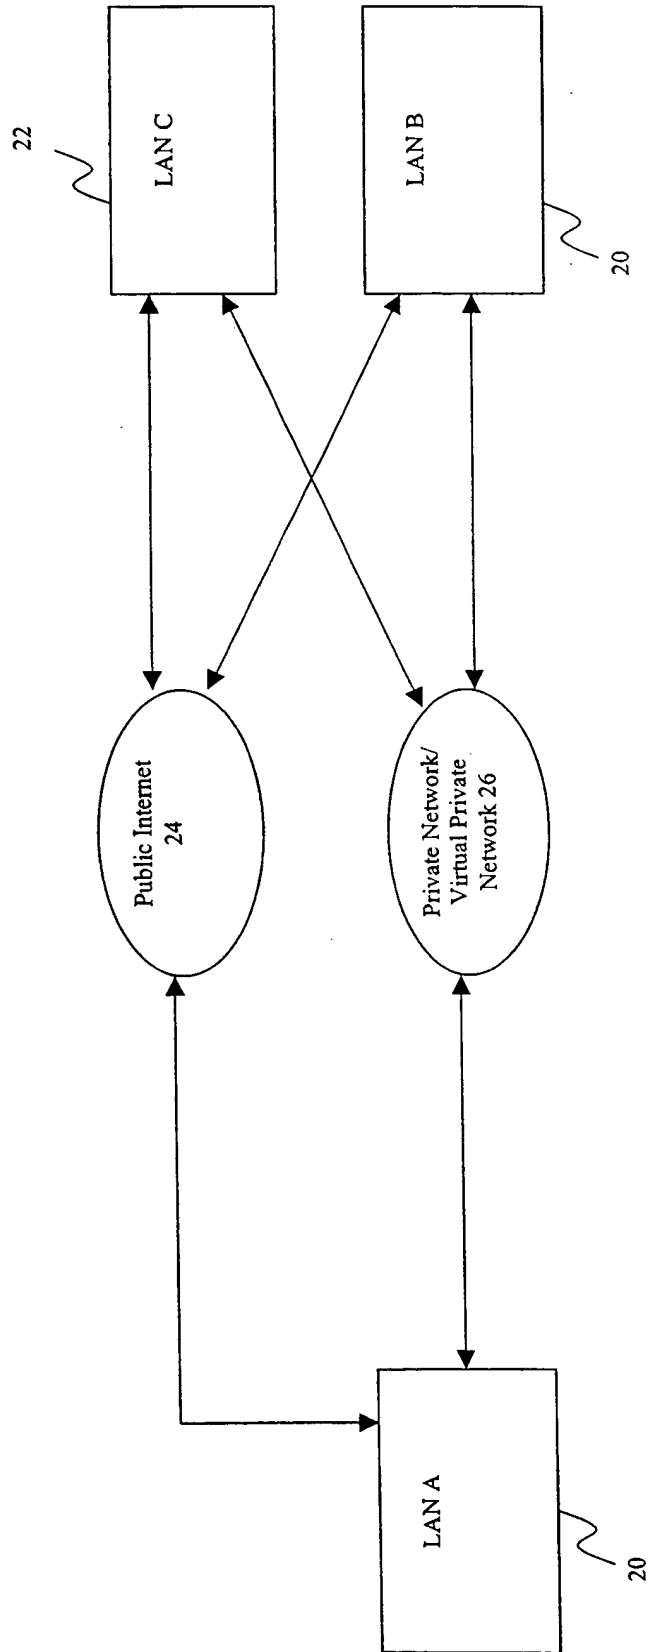 22
LAN C
LAN B
20
Public Internet
24
Private Network/
Virtual Private
Network 26
LAN A
20